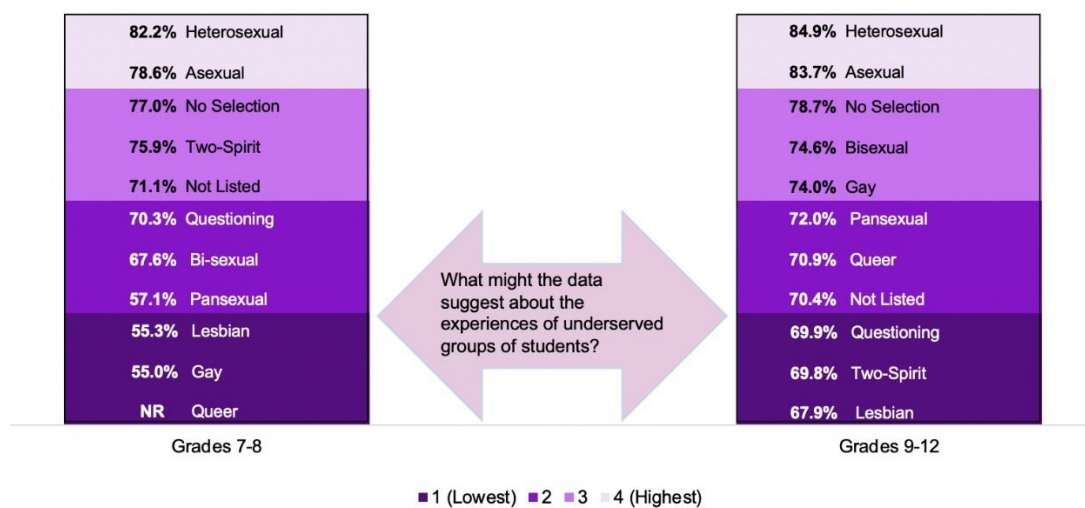 82.2% Heterosexual
78.6% Asexual
77.0% No Selection
75.9% Two-Spirit
71.1% Not Listed
70.3% Questioning
67.6% Bi-sexual
57.1% Pansexual
55.3% Lesbian
55.0% Gay
NR Queer
Grades 7-8
What might the data
suggest about the
experiences of underserved
groups of students?
84.9% Heterosexual
83.7% Asexual
78.7% No Selection
74.6% Bisexual
74.0% Gay
72.0% Pansexual
70.9% Queer
70.4% Not Listed
69.9% Questioning
69.8% Two-Spirit
67.9% Lesbian
Grades 9-12
1 (Lowest) 2 3 4 (Highest)